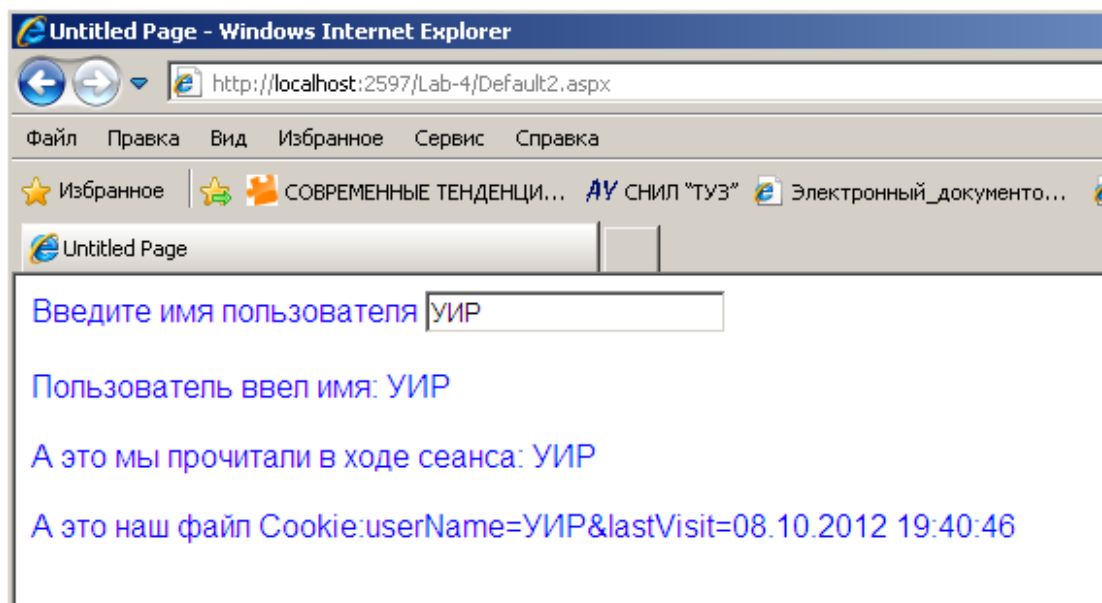 Untitled Page - Windows Internet Explorer
http://localhost:2597/Lab-4/Default2.aspx
Файл Правка Вид Избранное Сервис Справка
Избранное СОВРЕМЕННЫЕ ТЕНДЕНЦИ... AY СНИЛ "ТУЗ" Электронный_документо...
Untitled Page
Введите имя пользователя УИР
Пользователь ввел имя: УИР
А это мы прочитали в ходе сеанса: УИР
А это наш файл Cookie:userName=УИР&lastVisit=08.10.2012 19:40:46